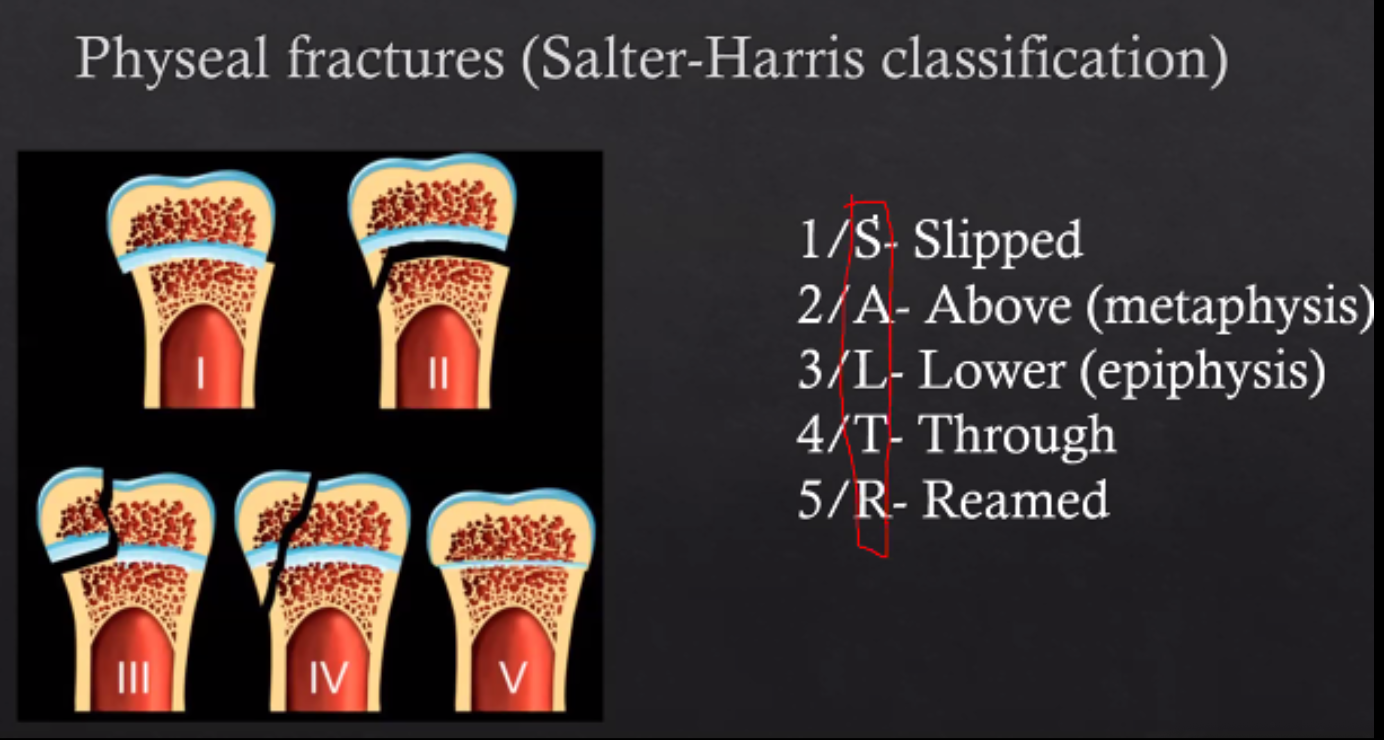 Physeal fractures (Salter-Harris classification)
I
II
III
IV
V
1/S- Slipped
2/A- Above (metaphysis)
3/L- Lower (epiphysis)
4/T- Through
5/R- Reamed